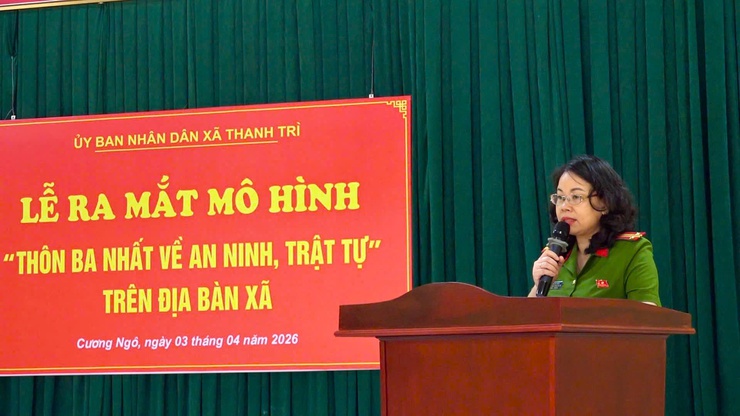 ỦY BAN NHÂN DÂN XÃ THANH TRÌ
LỄ RA MẮT MÔ HÌNH
“THÔN BA NHẤT VỀ AN NINH, TRẬT TỰ”
TRÊN ĐỊA BÀN XÃ
Cương Ngô, ngày 03 tháng 04 năm 2026